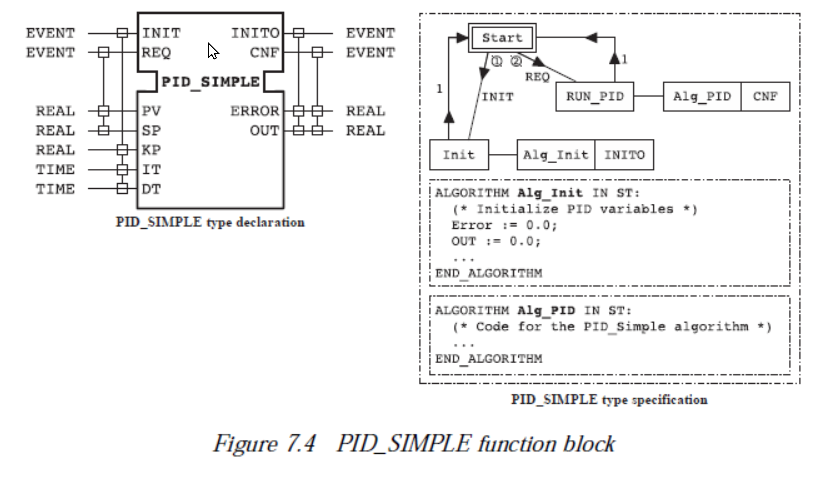 EVENT INIT INITO EVENT
EVENT REQ CNF EVENT
PID_SIMPLE
REAL PV ERROR REAL
REAL SP OUT REAL
REAL KP
TIME IT
TIME DT
PID_SIMPLE type declaration
Start
① ②
1 INIT REQ 1
RUN_PID Alg_PID CNF
Init Alg_Init INITO
ALGORITHM Alg_Init IN ST:
(* Initialize PID variables *)
Error := 0.0;
OUT := 0.0;
...
END_ALGORITHM
ALGORITHM Alg_PID IN ST:
(* Code for the PID_Simple algorithm *)
...
END_ALGORITHM
PID_SIMPLE type specification
Figure 7.4 PID_SIMPLE function block